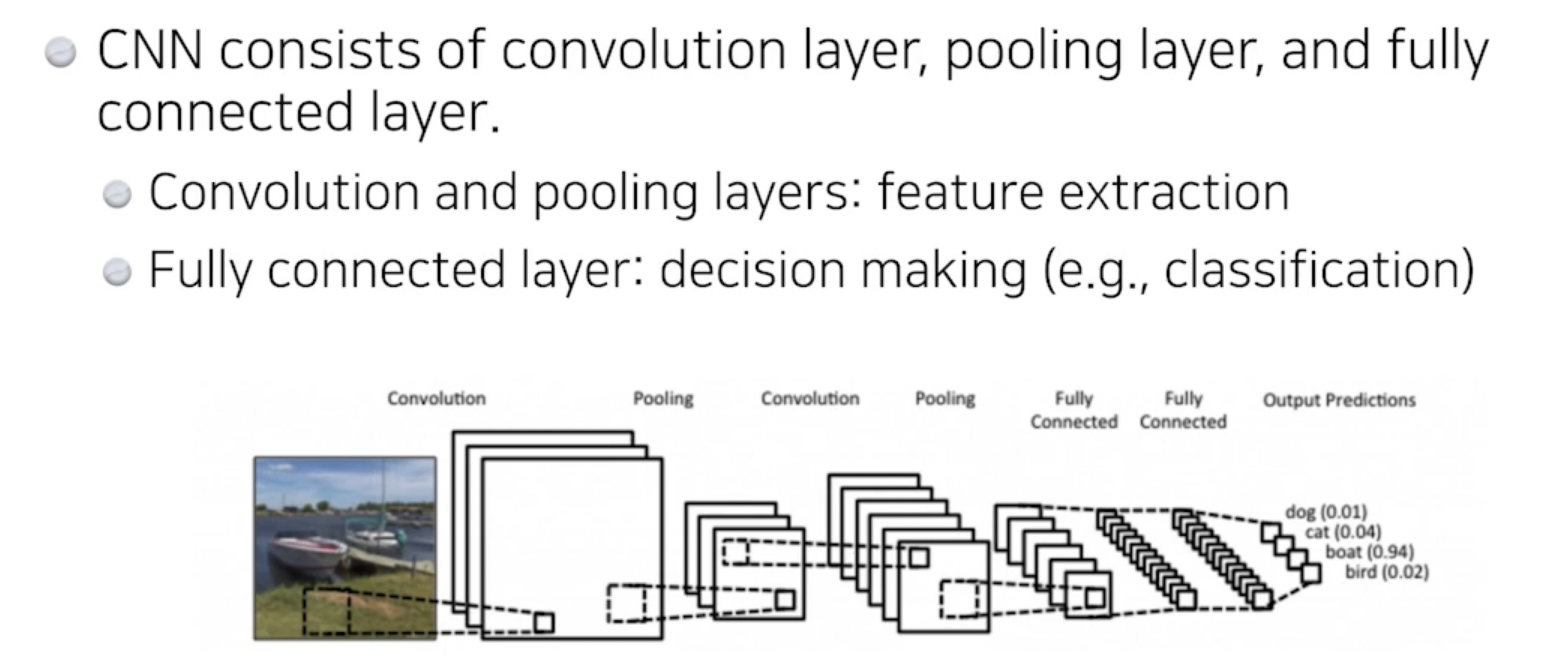 CNN consists of convolution layer, pooling layer, and fully
connected layer.
Convolution and pooling layers: feature extraction
Fully connected layer: decision making (e.g., classification)
Convolution
Pooling
Convolution
Pooling
Fully
Connected
Fully
Connected
Output Predictions
dog (0.01)
cat (0.04)
boat (0.94)
bird (0.02)